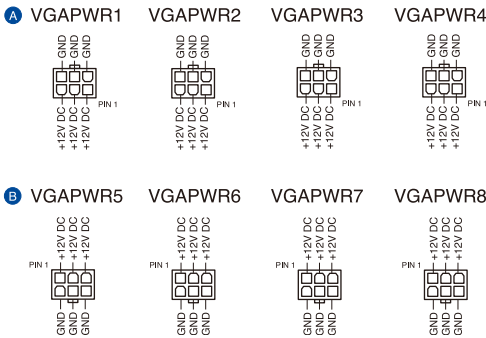 A VGAPWR1 VGAPWR2 VGAPWR3 VGAPWR4
GND GND GND GND GND GND GND GND GND GND GND GND
PIN 1 PIN 1 PIN 1 PIN 1
+12V DC +12V DC +12V DC +12V DC +12V DC +12V DC +12V DC +12V DC +12V DC +12V DC +12V DC +12V DC
B VGAPWR5 VGAPWR6 VGAPWR7 VGAPWR8
+12V DC +12V DC +12V DC +12V DC +12V DC +12V DC +12V DC +12V DC +12V DC +12V DC +12V DC +12V DC
PIN 1 PIN 1 PIN 1 PIN 1
GND GND GND GND GND GND GND GND GND GND GND GND